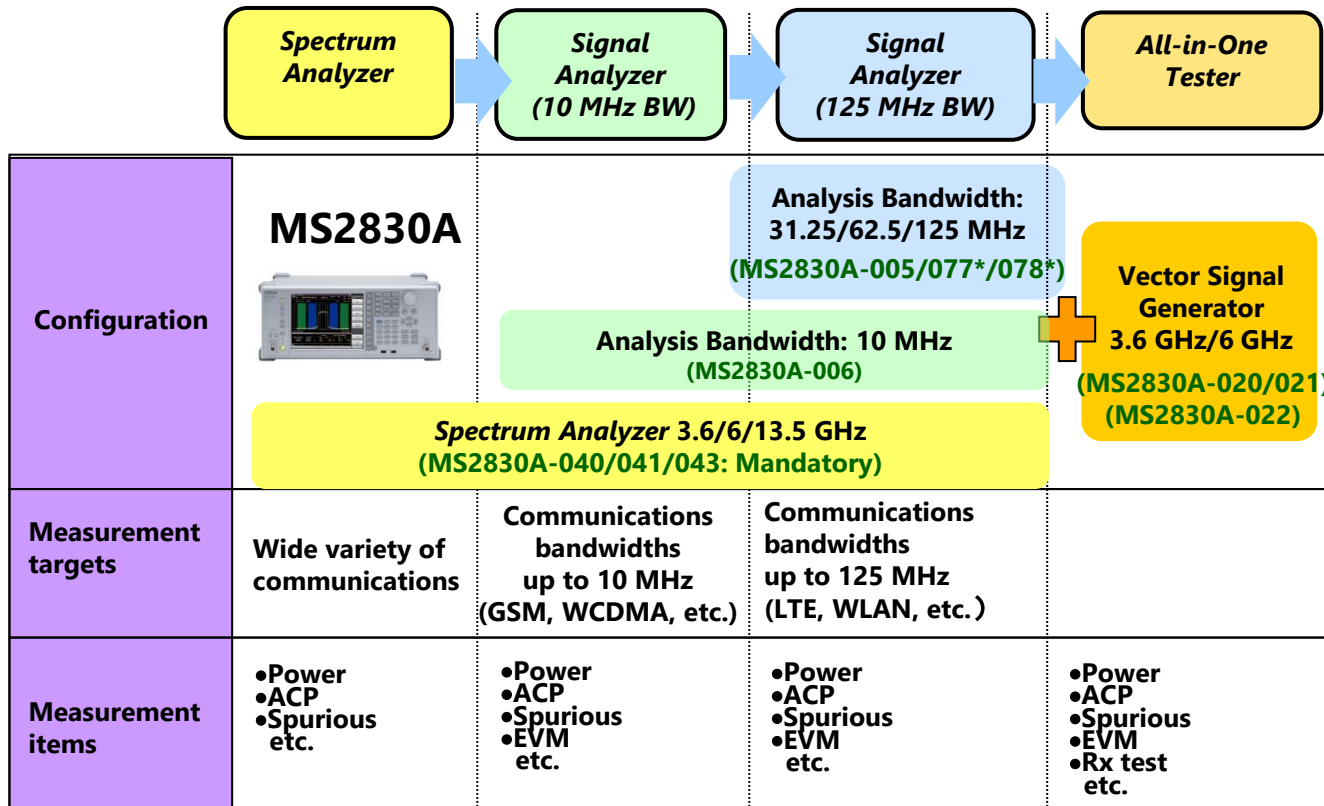 Spectrum
Analyzer
Signal
Analyzer
(10 MHz BW)
Signal
Analyzer
(125 MHz BW)
All-in-One
Tester
Configuration
MS2830A
Analysis Bandwidth:
31.25/62.5/125 MHz
(MS2830A-005/077*/078*)
Analysis Bandwidth: 10 MHz
(MS2830A-006)
Spectrum Analyzer 3.6/6/13.5 GHz
(MS2830A-040/041/043: Mandatory)
Vector Signal
Generator
3.6 GHz/6 GHz
(MS2830A-020/021)
(MS2830A-022)
Measurement
targets
Wide variety of
communications
Communications
bandwidths
up to 10 MHz
(GSM, WCDMA, etc.)
Communications
bandwidths
up to 125 MHz
(LTE, WLAN, etc.）
Measurement
items
●Power
●ACP
●Spurious
etc.
●Power
●ACP
●Spurious
●EVM
etc.
●Power
●ACP
●Spurious
●EVM
etc.
●Power
●ACP
●Spurious
●EVM
●Rx test
etc.